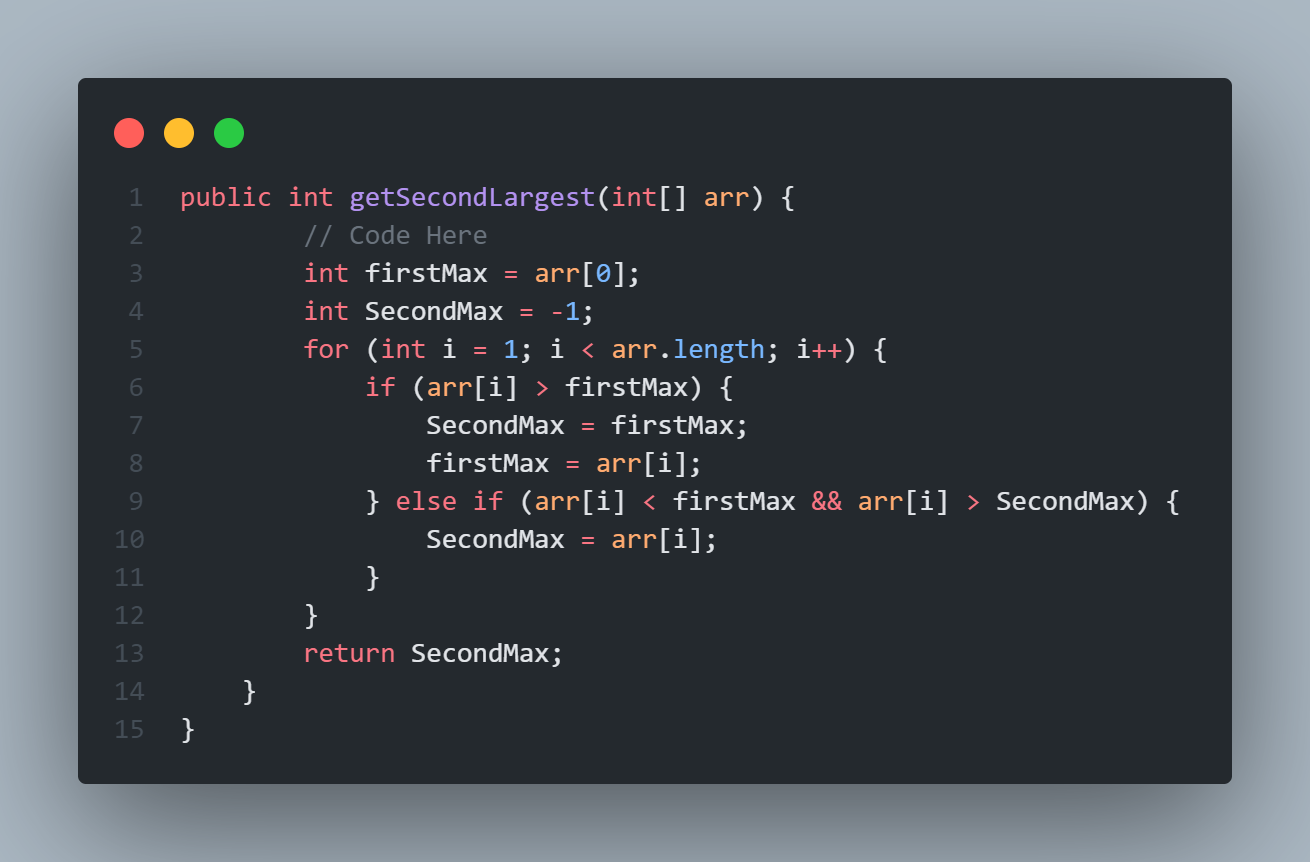 1 public int getSecondLargest(int[] arr) {
2         // Code Here
3         int firstMax = arr[0];
4         int SecondMax = -1;
5         for (int i = 1; i < arr.length; i++) {
6             if (arr[i] > firstMax) {
7                 SecondMax = firstMax;
8                 firstMax = arr[i];
9             } else if (arr[i] < firstMax && arr[i] > SecondMax) {
10                 SecondMax = arr[i];
11             }
12         }
13         return SecondMax;
14     }
15 }